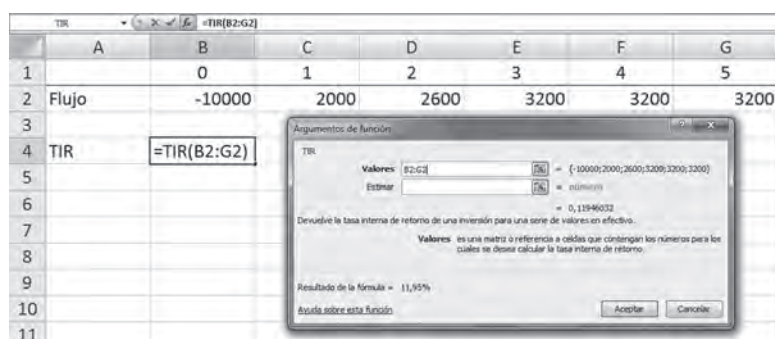 TIR =TIR(B2:G2)
A B C D E F G
1 0 1 2 3 4 5
2 Flujo -10000 2000 2600 3200 3200 3200
3
Argumentos de función
4 TIR =TIR(B2:G2)
TIR
Valores B2:G2 = {-10000;2000;2600;3200;3200;3200}
5
Estimar = número
6
= 0,11946032
Devuelve la tasa interna de retorno de una inversión para una serie de valores en efectivo.
7
Valores es una matriz o referencia a celdas que contengan los números para los
cuales se desea calcular la tasa interna de retorno.
8
9
Resultado de la fórmula = 11,95%
10
Ayuda sobre esta función Aceptar Cancelar
11